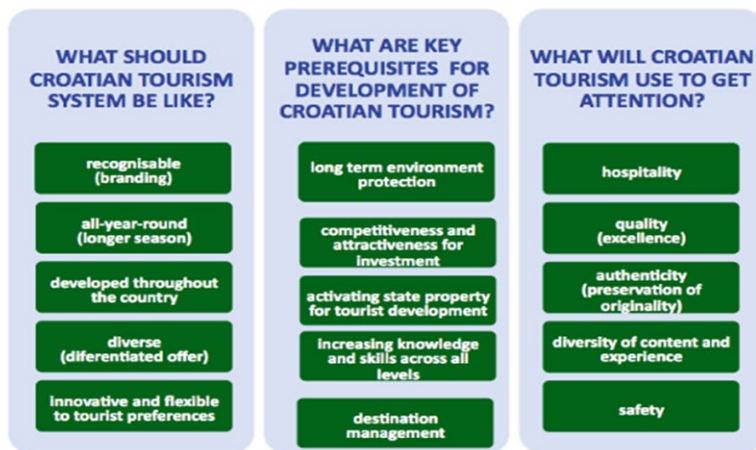 WHAT SHOULD
CROATIAN TOURISM
SYSTEM BE LIKE?
recognisable
(branding)
all-year-round
(longer season)
developed throughout
the country
diverse
(diferentiated offer)
innovative and flexible
to tourist preferences
WHAT ARE KEY
PREREQUISITES FOR
DEVELOPMENT OF
CROATIAN TOURISM?
long term environment
protection
competitiveness and
attractiveness for
investment
activating state property
for tourist development
increasing knowledge
and skills across all
levels
destination
management
WHAT WILL CROATIAN
TOURISM USE TO GET
ATTENTION?
hospitality
quality
(excellence)
authenticity
(preservation of
originality)
diversity of content and
experience
safety